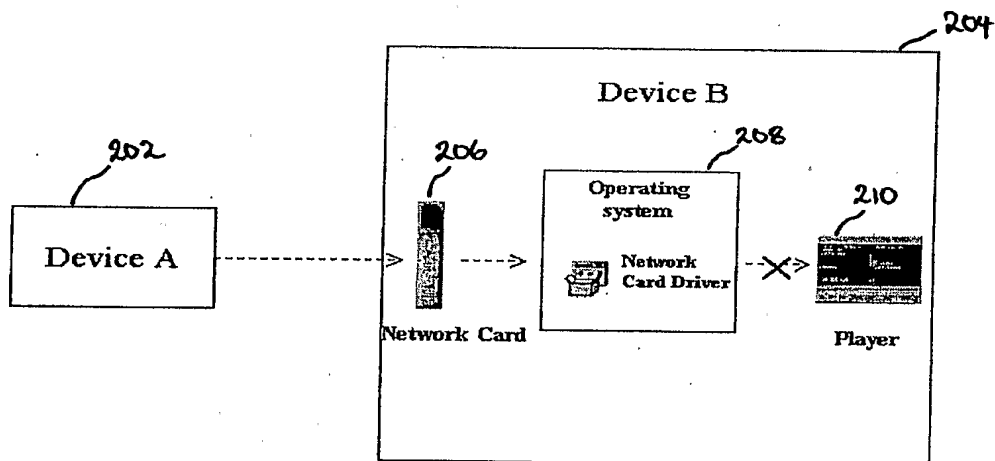 204
Device B
202
206
208
Operating
system
210
Device A
Network
Card Driver
Network Card
Player